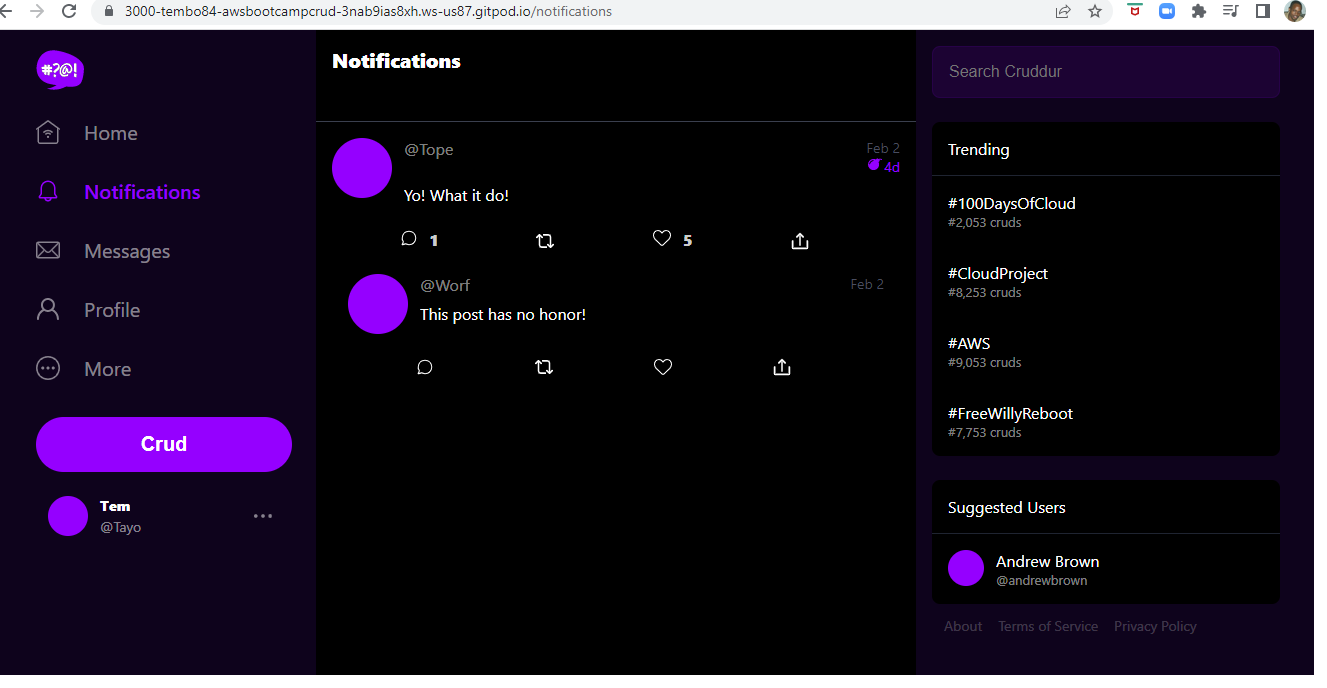 3000-tembo84-awsbootcampcrud-3nab9ias8xh.ws-us87.gitpod.io/notifications
#?@!
Home
Notifications
Messages
Profile
More
Crud
Tem
@Tayo
Notifications
@Tope
Feb 2
4d
Yo! What it do!
1
5
@Worf
Feb 2
This post has no honor!
Search Cruddur
Trending
#100DaysOfCloud
#2,053 cruds
#CloudProject
#8,253 cruds
#AWS
#9,053 cruds
#FreeWillyReboot
#7,753 cruds
Suggested Users
Andrew Brown
@andrewbrown
About Terms of Service Privacy Policy